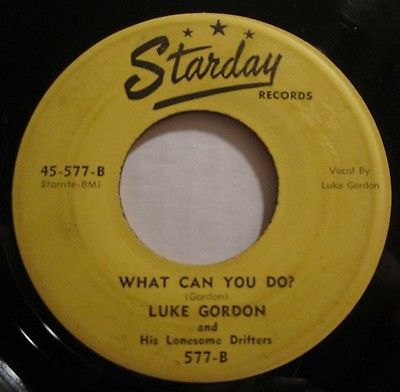 Starday
RECORDS
45-577-B
Starrite-BMI
Vocal By
Luke Gordon
WHAT CAN YOU DO?
(Gordon)
LUKE GORDON
and
His Lonesome Drifters
577-B